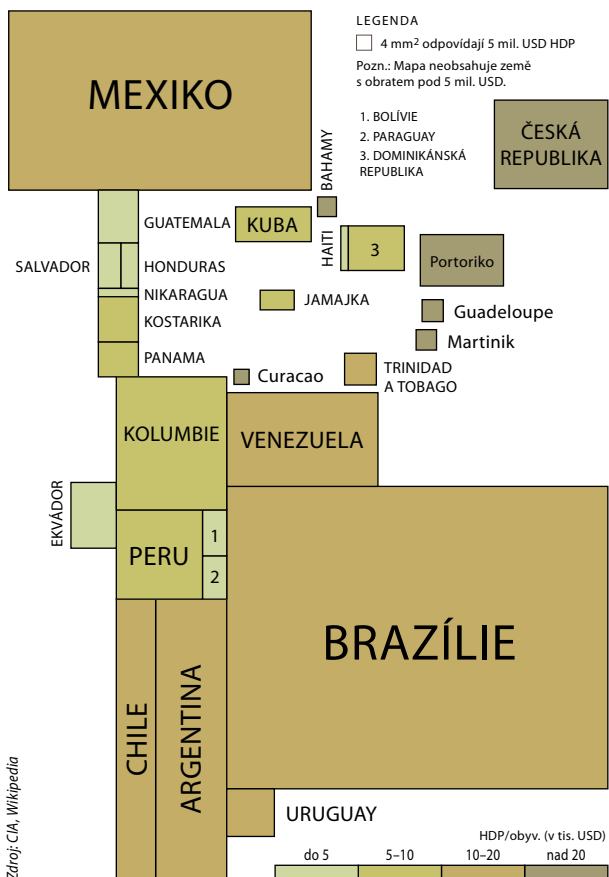 LEGENDA
4 mm² odpovídají 5 mil. USD HDP
Pozn.: Mapa neobsahuje země
s obratem pod 5 mil. USD.
1. BOLÍVIE
2. PARAGUAY
3. DOMINIKÁNSKÁ
REPUBLIKA
MEXIKO
ČESKÁ
REPUBLIKA
BAHAMY
GUATEMALA
KUBA
HAITI
3
Portoriko
SALVADOR
HONDURAS
NIKARAGUA
JAMAJKA
Guadeloupe
KOSTARIKA
Martinik
PANAMA
Curacao
TRINIDAD
A TOBAGO
KOLUMBIE
VENEZUELA
EKVÁDOR
PERU
1
2
BRAZÍLIE
CHILE
ARGENTINA
URUGUAY
Zdroj: CIA, Wikipedia
HDP/obyv. (v tis. USD)
do 5
5–10
10–20
nad 20